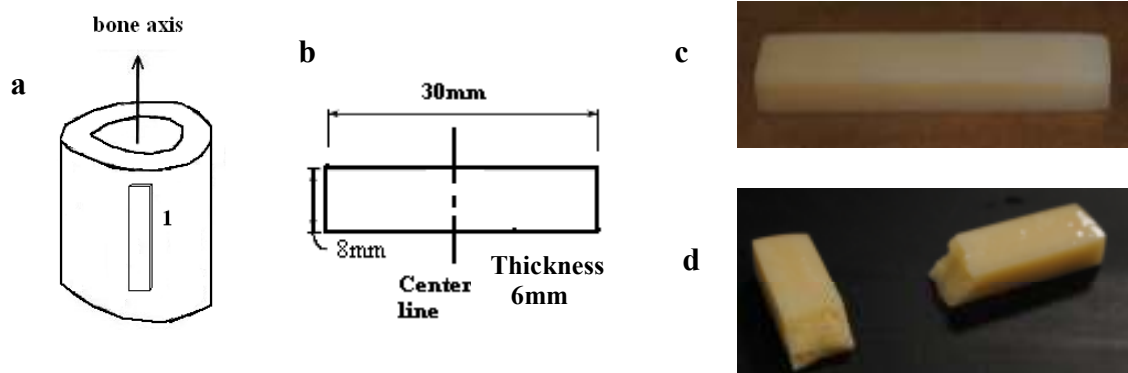 a
bone axis
1
b
30mm
8mm
Center
line
Thickness
6mm
c
d